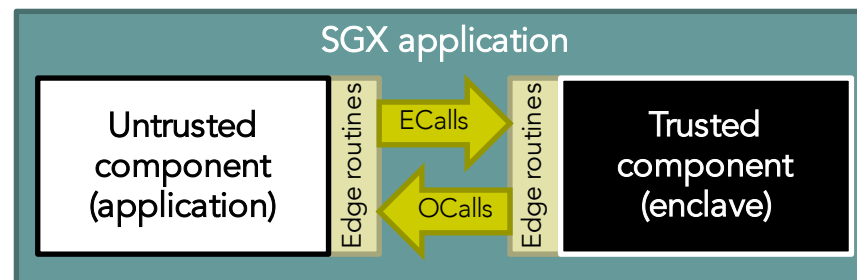 SGX application
Untrusted
component
(application)
Edge routines
ECalls
OCalls
Edge routines
Trusted
component
(enclave)